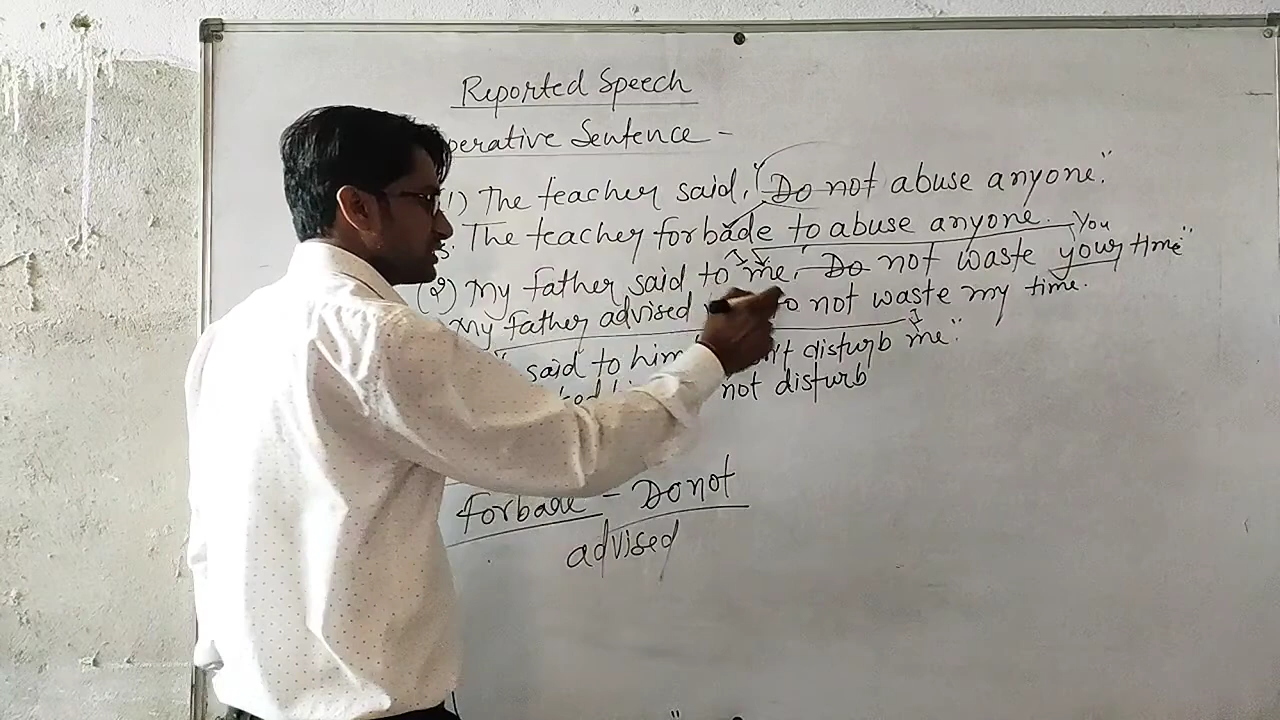 Reported Speech
perative Sentence -
1) The teacher said, "Do not abuse anyone."
s. The teacher forbade to abuse anyone.
You
(2) My father said to me, Do not waste your time"
My father advised to not waste my time.
I
said to him n't disturb me."
not disturb
forbade - Do not
advised